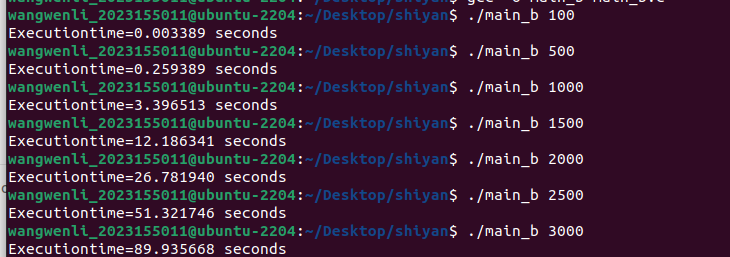 wangwenli_2023155011@ubuntu-2204:~/Desktop/shiyan$ ./main_b 100
Executiontime=0.003389 seconds
wangwenli_2023155011@ubuntu-2204:~/Desktop/shiyan$ ./main_b 500
Executiontime=0.259389 seconds
wangwenli_2023155011@ubuntu-2204:~/Desktop/shiyan$ ./main_b 1000
Executiontime=3.396513 seconds
wangwenli_2023155011@ubuntu-2204:~/Desktop/shiyan$ ./main_b 1500
Executiontime=12.186341 seconds
wangwenli_2023155011@ubuntu-2204:~/Desktop/shiyan$ ./main_b 2000
Executiontime=26.781940 seconds
wangwenli_2023155011@ubuntu-2204:~/Desktop/shiyan$ ./main_b 2500
Executiontime=51.321746 seconds
wangwenli_2023155011@ubuntu-2204:~/Desktop/shiyan$ ./main_b 3000
Executiontime=89.935668 seconds